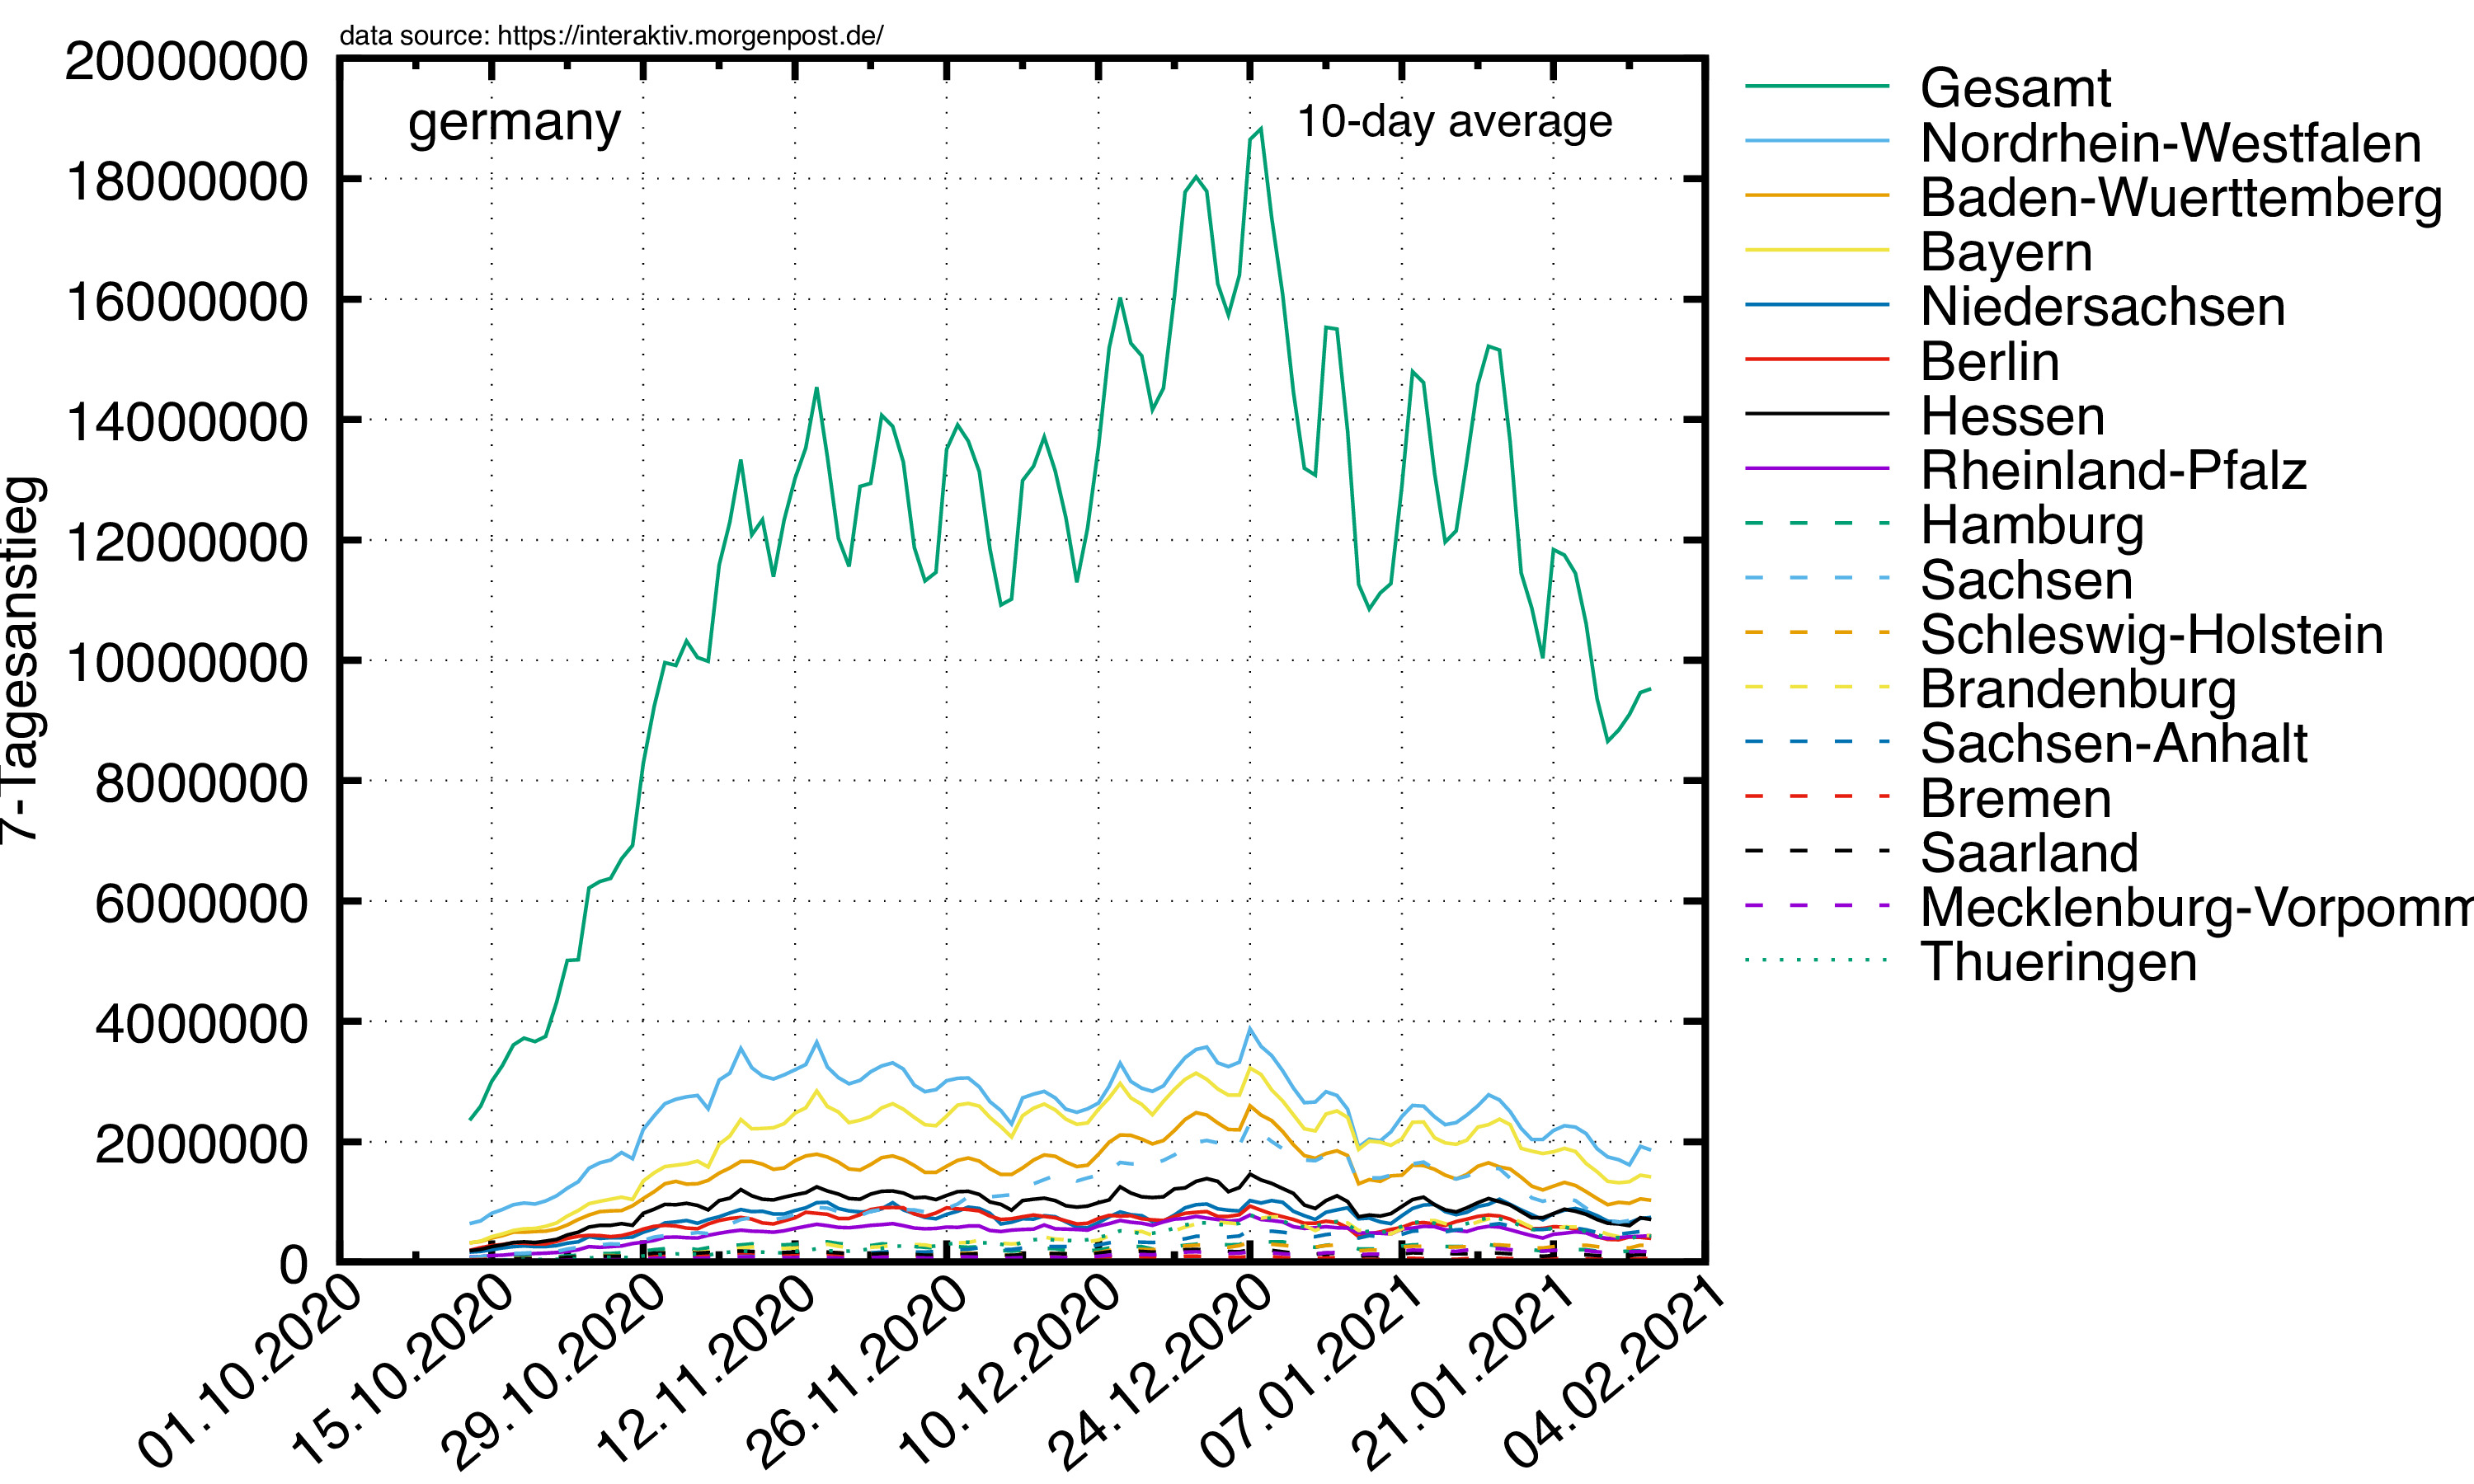 data source: https://interaktiv.morgenpost.de/
germany
10-day average
7-Tagesanstieg
20000000
18000000
16000000
14000000
12000000
10000000
8000000
6000000
4000000
2000000
0
01.10.2020
15.10.2020
29.10.2020
12.11.2020
26.11.2020
10.12.2020
24.12.2020
07.01.2021
21.01.2021
04.02.2021
Gesamt
Nordrhein-Westfalen
Baden-Wuerttemberg
Bayern
Niedersachsen
Berlin
Hessen
Rheinland-Pfalz
Hamburg
Sachsen
Schleswig-Holstein
Brandenburg
Sachsen-Anhalt
Bremen
Saarland
Mecklenburg-Vorpomm
Thueringen